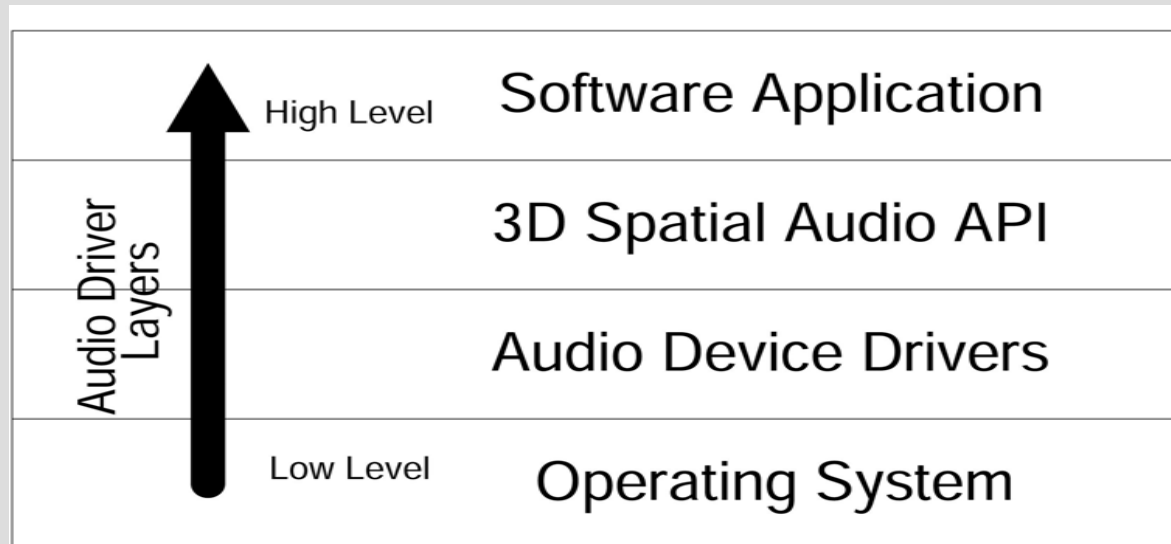 Software Application
High Level
3D Spatial Audio API
Audio Driver
Layers
Audio Device Drivers
Low Level
Operating System